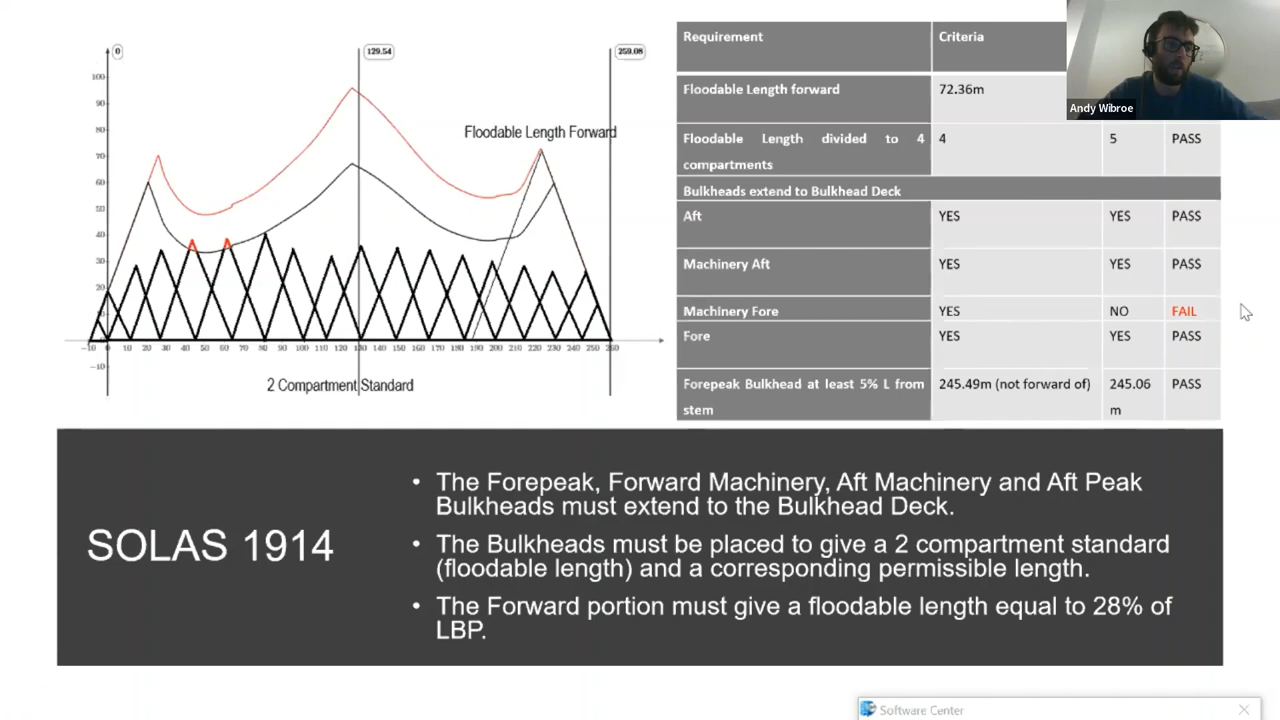 0
129.54
259.08
100
90
80
70
60
50
40
30
20
Floodable Length Forward
-10 0 10 20 30 40 50 60 70 80 90 100 110 120 130 140 150 160 170 180 190 200 210 220 230 240 250 260
-10
2 Compartment Standard
Requirement Criteria
Floodable Length forward 72.36m
Floodable Length divided to 4 4 5 PASS
compartments
Bulkheads extend to Bulkhead Deck
Aft YES YES PASS
Machinery Aft YES YES PASS
Machinery Fore YES NO FAIL
Fore YES YES PASS
Forepeak Bulkhead at least 5% L from 245.49m (not forward of) 245.06 PASS
stem m
Andy Wibroe
SOLAS 1914
• The Forepeak, Forward Machinery, Aft Machinery and Aft Peak
Bulkheads must extend to the Bulkhead Deck.
• The Bulkheads must be placed to give a 2 compartment standard
(floodable length) and a corresponding permissible length.
• The Forward portion must give a floodable length equal to 28% of
LBP.
Software Center